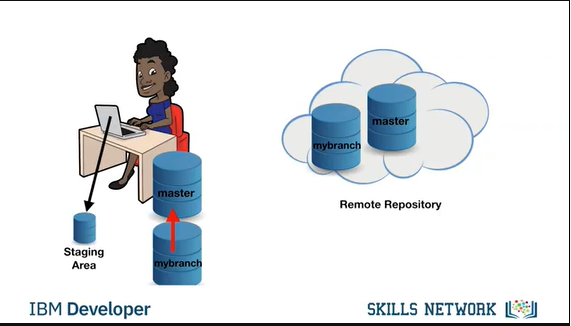 master
mybranch
Staging
Area
mybranch
master
Remote Repository
IBM Developer
SKILLS NETWORK